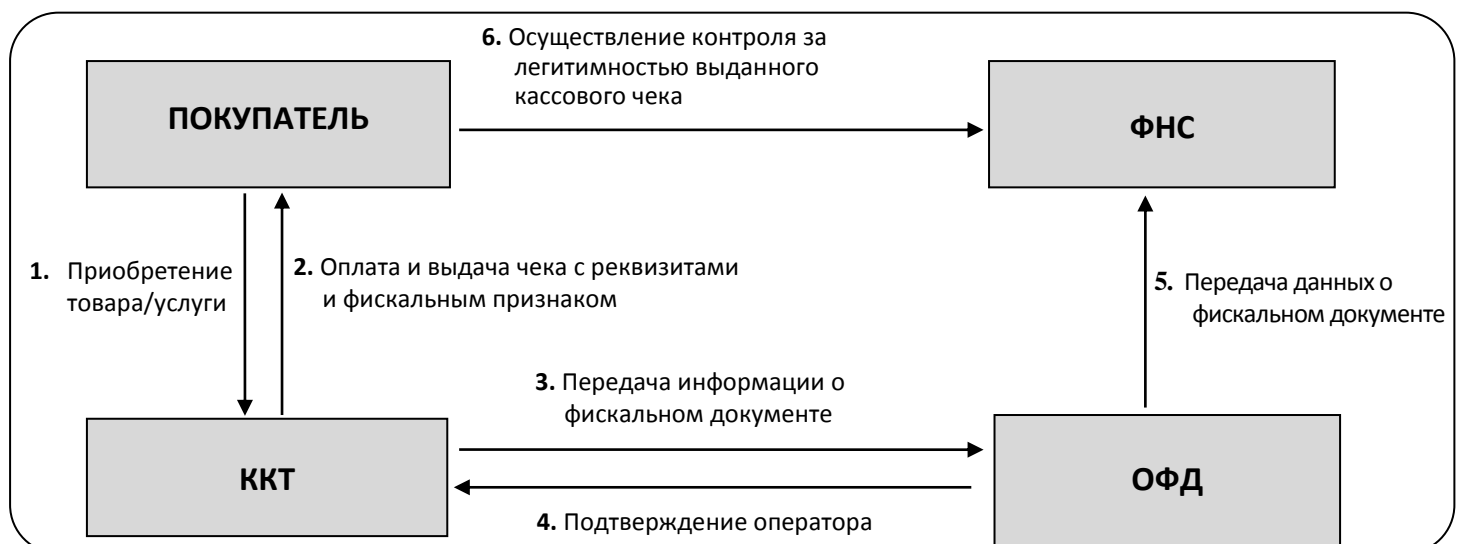 6. Осуществление контроля за
легитимностью выданного
кассового чека
ПОКУПАТЕЛЬ
ФНС
1. Приобретение
товара/услуги
2. Оплата и выдача чека с реквизитами
и фискальным признаком
5. Передача данных о
фискальном документе
3. Передача информации о
фискальном документе
ККТ
ОФД
4. Подтверждение оператора